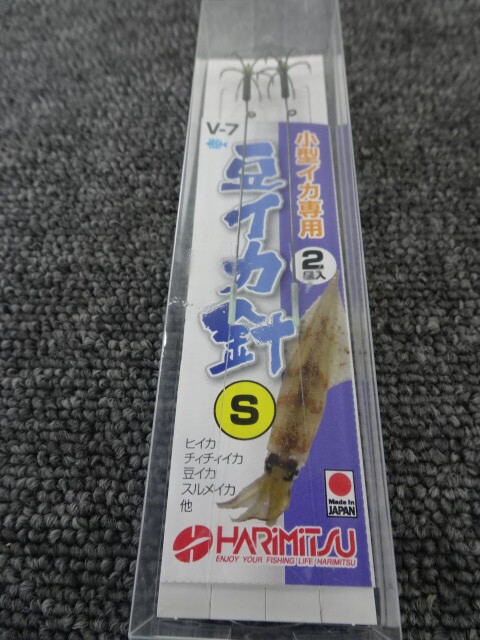 V-7
豆イカ針
小型イカ専用
2
個入
S
ヒイカ
チィチィイカ
豆イカ
スルメイカ
他
Made In
JAPAN
HARIMITSU
ENJOY YOUR FISHING LIFE HARIMITSU